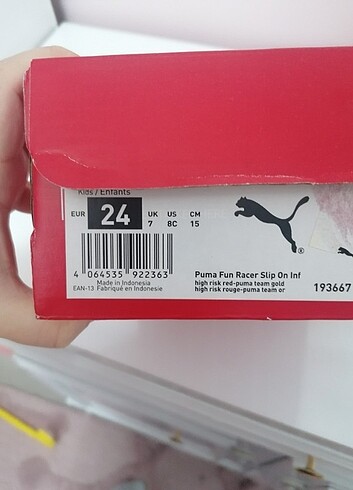 Kids / Enfants
EUR 24 UK US CM
7 8C 15
4 064535 922363
EAN-13 Made in Indonesia
Fabriqué en Indonésie
Puma Fun Racer Slip On Inf
high risk red-puma team gold
high risk rouge-puma team or
193667
®